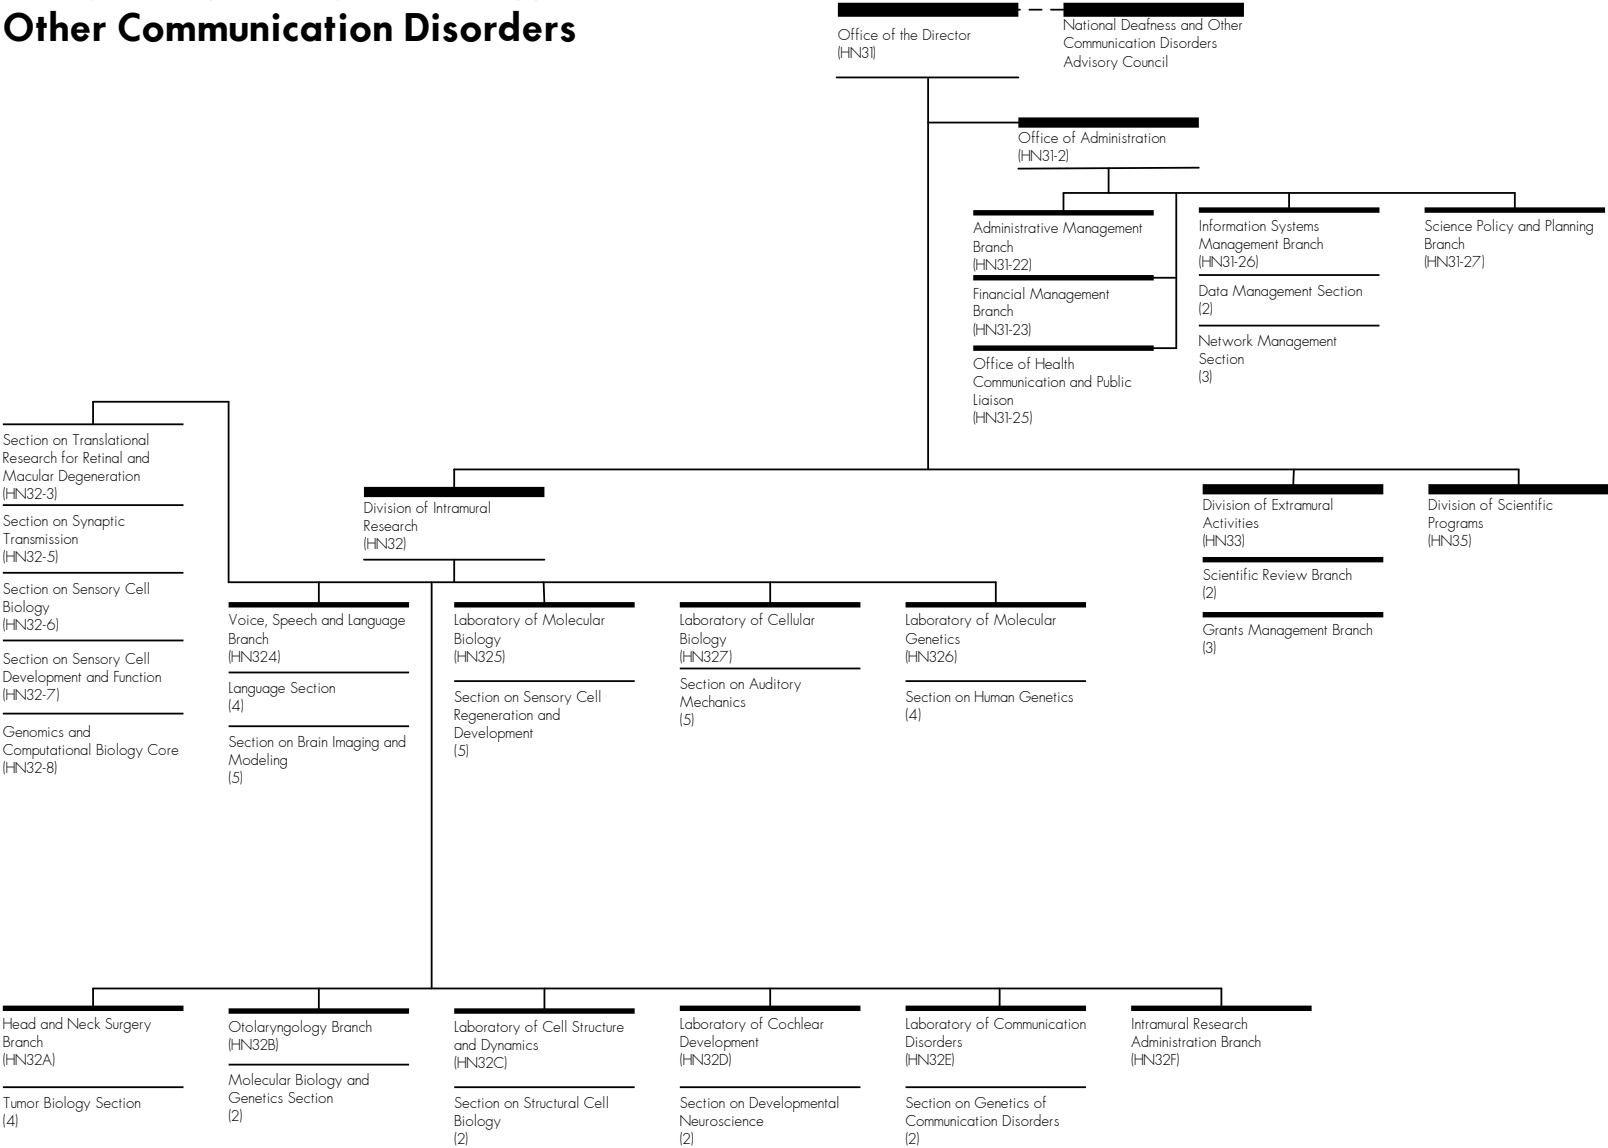 Other Communication Disorders
Office of the Director
(HN31)
National Deafness and Other
Communication Disorders
Advisory Council
Office of Administration
(HN31-2)
Administrative Management
Branch
(HN31-22)
Financial Management
Branch
(HN31-23)
Office of Health
Communication and Public
Liaison
(HN31-25)
Information Systems
Management Branch
(HN31-26)
Data Management Section
(2)
Network Management
Section
(3)
Science Policy and Planning
Branch
(HN31-27)
Section on Translational
Research for Retinal and
Macular Degeneration
(HN32-3)
Section on Synaptic
Transmission
(HN32-5)
Section on Sensory Cell
Biology
(HN32-6)
Section on Sensory Cell
Development and Function
(HN32-7)
Genomics and
Computational Biology Core
(HN32-8)
Division of Intramural
Research
(HN32)
Division of Extramural
Activities
(HN33)
Scientific Review Branch
(2)
Grants Management Branch
(3)
Division of Scientific
Programs
(HN35)
Voice, Speech and Language
Branch
(HN324)
Language Section
(4)
Section on Brain Imaging and
Modeling
(5)
Laboratory of Molecular
Biology
(HN325)
Section on Sensory Cell
Regeneration and
Development
(5)
Laboratory of Cellular
Biology
(HN327)
Section on Auditory
Mechanics
(5)
Laboratory of Molecular
Genetics
(HN326)
Section on Human Genetics
(4)
Head and Neck Surgery
Branch
(HN32A)
Tumor Biology Section
(4)
Otolaryngology Branch
(HN32B)
Molecular Biology and
Genetics Section
(2)
Laboratory of Cell Structure
and Dynamics
(HN32C)
Section on Structural Cell
Biology
(2)
Laboratory of Cochlear
Development
(HN32D)
Section on Developmental
Neuroscience
(2)
Laboratory of Communication
Disorders
(HN32E)
Section on Genetics of
Communication Disorders
(2)
Intramural Research
Administration Branch
(HN32F)